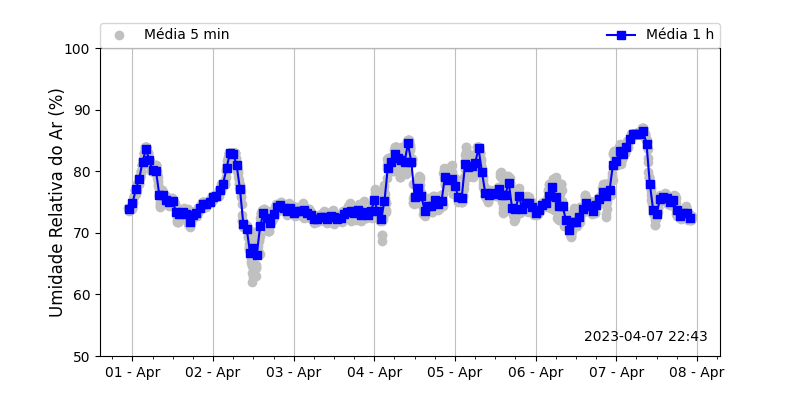 Média 5 min
Média 1 h
Umidade Relativa do Ar (%)
100
90
80
70
60
50
2023-04-07 22:43
01 - Apr
02 - Apr
03 - Apr
04 - Apr
05 - Apr
06 - Apr
07 - Apr
08 - Apr